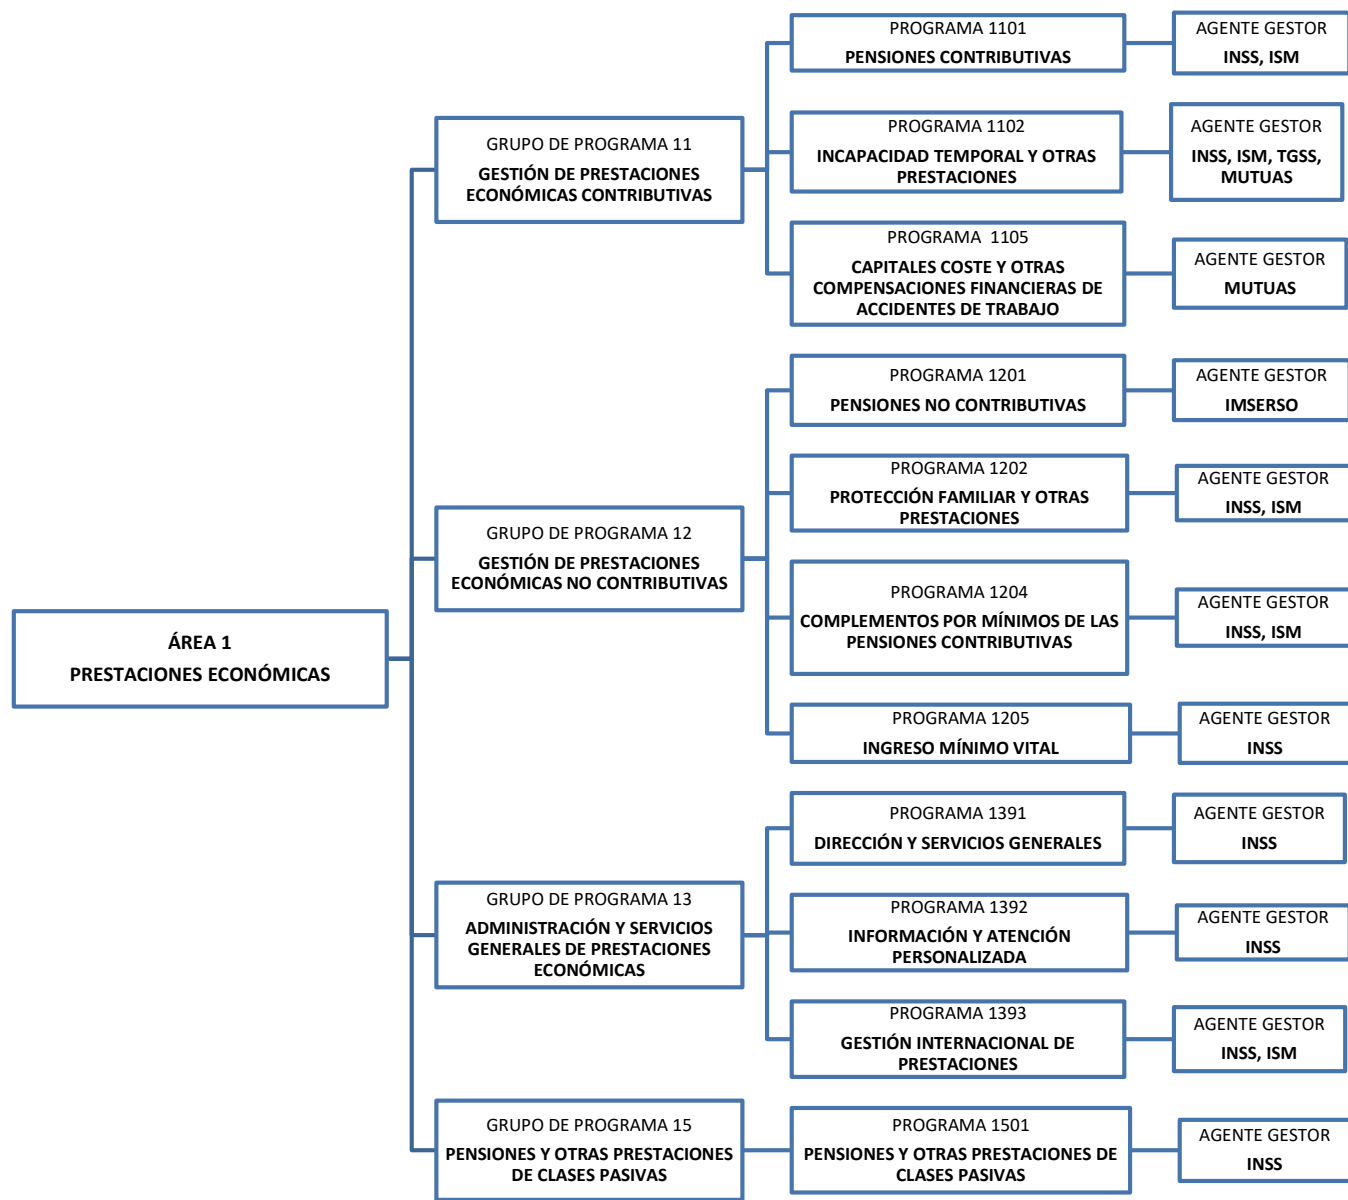 ÁREA 1
PRESTACIONES ECONÓMICAS
GRUPO DE PROGRAMA 11
GESTIÓN DE PRESTACIONES
ECONÓMICAS CONTRIBUTIVAS
PROGRAMA 1101
PENSIONES CONTRIBUTIVAS
AGENTE GESTOR
INSS, ISM
PROGRAMA 1102
INCAPACIDAD TEMPORAL Y OTRAS
PRESTACIONES
AGENTE GESTOR
INSS, ISM, TGSS,
MUTUAS
PROGRAMA 1105
CAPITALES COSTE Y OTRAS
COMPENSACIONES FINANCIERAS DE
ACCIDENTES DE TRABAJO
AGENTE GESTOR
MUTUAS
GRUPO DE PROGRAMA 12
GESTIÓN DE PRESTACIONES
ECONÓMICAS NO CONTRIBUTIVAS
PROGRAMA 1201
PENSIONES NO CONTRIBUTIVAS
AGENTE GESTOR
IMSERSO
PROGRAMA 1202
PROTECCIÓN FAMILIAR Y OTRAS
PRESTACIONES
AGENTE GESTOR
INSS, ISM
PROGRAMA 1204
COMPLEMENTOS POR MÍNIMOS DE LAS
PENSIONES CONTRIBUTIVAS
AGENTE GESTOR
INSS, ISM
PROGRAMA 1205
INGRESO MÍNIMO VITAL
AGENTE GESTOR
INSS
GRUPO DE PROGRAMA 13
ADMINISTRACIÓN Y SERVICIOS
GENERALES DE PRESTACIONES
ECONÓMICAS
PROGRAMA 1391
DIRECCIÓN Y SERVICIOS GENERALES
AGENTE GESTOR
INSS
PROGRAMA 1392
INFORMACIÓN Y ATENCIÓN
PERSONALIZADA
AGENTE GESTOR
INSS
PROGRAMA 1393
GESTIÓN INTERNACIONAL DE
PRESTACIONES
AGENTE GESTOR
INSS, ISM
GRUPO DE PROGRAMA 15
PENSIONES Y OTRAS PRESTACIONES
DE CLASES PASIVAS
PROGRAMA 1501
PENSIONES Y OTRAS PRESTACIONES DE
CLASES PASIVAS
AGENTE GESTOR
INSS